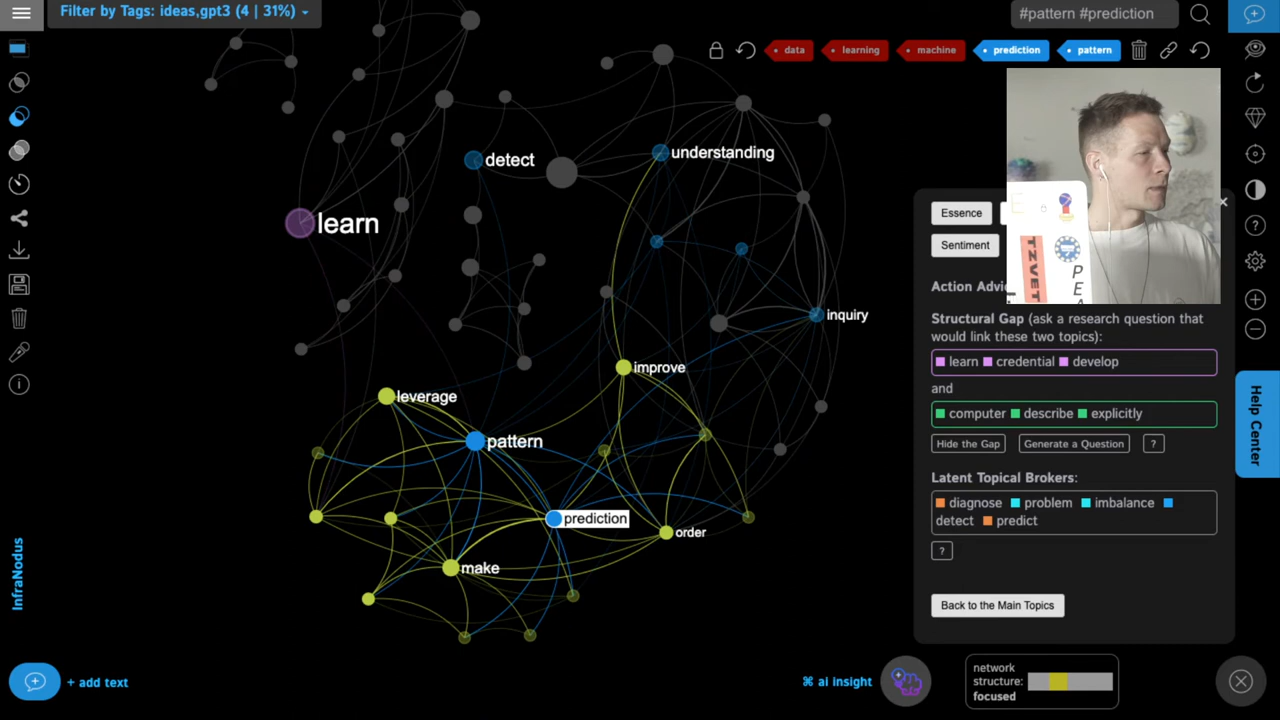 Filter by Tags: ideas,gpt3 (4 | 31%)
#pattern #prediction
data
learning
machine
prediction
pattern
detect
understanding
learn
inquiry
improve
leverage
pattern
prediction
order
make
Essence
Sentiment
TZVET
P
E
Action Advi
Structural Gap (ask a research question that
would link these two topics):
learn credential develop
and
computer describe explicitly
Hide the Gap
Generate a Question
?
Latent Topical Brokers:
diagnose problem imbalance
detect predict
?
Back to the Main Topics
Help Center
InfraNodus
+ add text
⌘ ai insight
network
structure:
focused